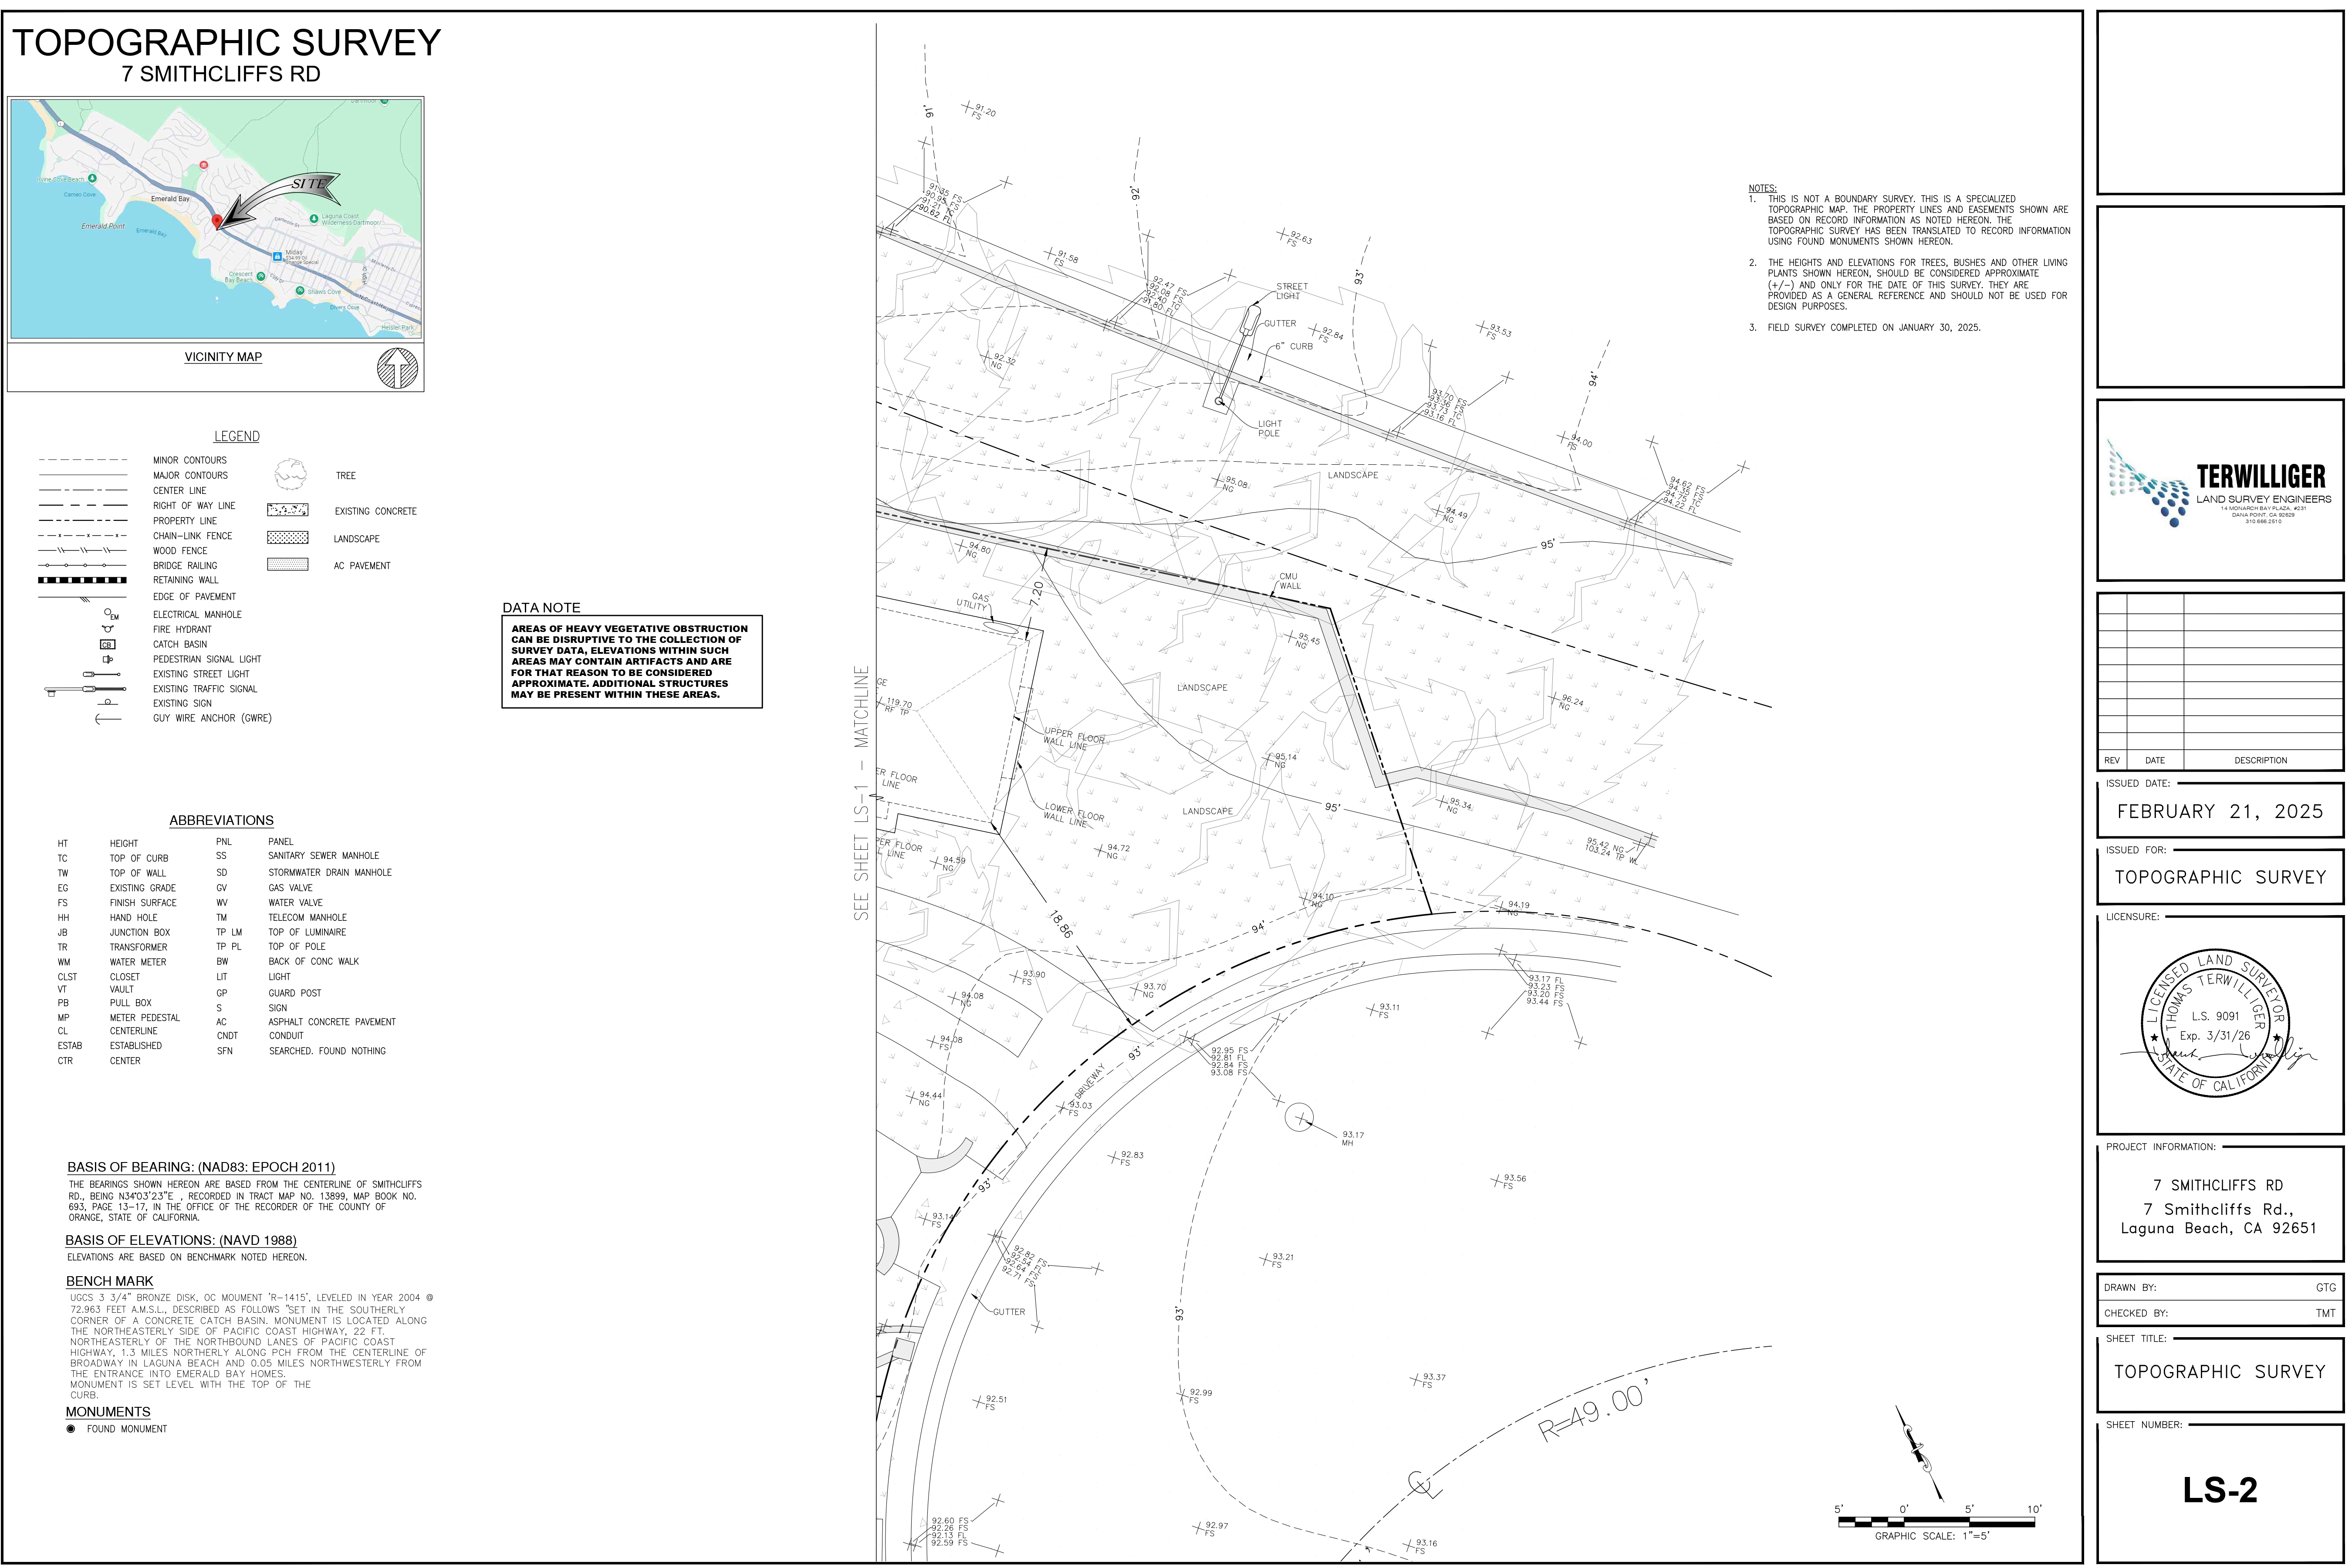 TOPOGRAPHIC SURVEY
7 SMITHCLIFFS RD
Emerald Bay
Emerald Point
Emerald Bay
SITE
Laguna Coast
Wilderness Dartmoor
Midas
Crescent
Bay Beach
Shaws Cove
Divers Cove
Heisler Park
VICINITY MAP
LEGEND
MINOR CONTOURS
MAJOR CONTOURS
CENTER LINE
RIGHT OF WAY LINE
PROPERTY LINE
CHAIN-LINK FENCE
WOOD FENCE
BRIDGE RAILING
RETAINING WALL
EDGE OF PAVEMENT
EM
ELECTRICAL MANHOLE
FIRE HYDRANT
CB
CATCH BASIN
PEDESTRIAN SIGNAL LIGHT
EXISTING STREET LIGHT
EXISTING TRAFFIC SIGNAL
EXISTING SIGN
GUY WIRE ANCHOR (GWRE)
TREE
EXISTING CONCRETE
LANDSCAPE
AC PAVEMENT
ABBREVIATIONS
HT HEIGHT
TC TOP OF CURB
TW TOP OF WALL
EG EXISTING GRADE
FS FINISH SURFACE
HH HAND HOLE
JB JUNCTION BOX
TR TRANSFORMER
WM WATER METER
CLST CLOSET
VT VAULT
PB PULL BOX
MP METER PEDESTAL
CL CENTERLINE
ESTAB ESTABLISHED
CTR CENTER
PNL PANEL
SS SANITARY SEWER MANHOLE
SD STORMWATER DRAIN MANHOLE
GV GAS VALVE
WV WATER VALVE
TM TELECOM MANHOLE
TP LM TOP OF LUMINAIRE
TP PL TOP OF POLE
BW BACK OF CONC WALK
LIT LIGHT
GP GUARD POST
S SIGN
AC ASPHALT CONCRETE PAVEMENT
CNDT CONDUIT
SFN SEARCHED. FOUND NOTHING
BASIS OF BEARING: (NAD83: EPOCH 2011)
THE BEARINGS SHOWN HEREON ARE BASED FROM THE CENTERLINE OF SMITHCLIFFS
RD., BEING N34°03'23"E , RECORDED IN TRACT MAP NO. 13899, MAP BOOK NO.
693, PAGE 13-17, IN THE OFFICE OF THE RECORDER OF THE COUNTY OF
ORANGE, STATE OF CALIFORNIA.
BASIS OF ELEVATIONS: (NAVD 1988)
ELEVATIONS ARE BASED ON BENCHMARK NOTED HEREON.
BENCH MARK
UGCS 3 3/4" BRONZE DISK, OC MOUMENT 'R-1415', LEVELED IN YEAR 2004 @
72.963 FEET A.M.S.L., DESCRIBED AS FOLLOWS "SET IN THE SOUTHERLY
CORNER OF A CONCRETE CATCH BASIN. MONUMENT IS LOCATED ALONG
THE NORTHEASTERLY SIDE OF PACIFIC COAST HIGHWAY, 22 FT.
NORTHEASTERLY OF THE NORTHBOUND LANES OF PACIFIC COAST
HIGHWAY, 1.3 MILES NORTHERLY ALONG PCH FROM THE CENTERLINE OF
BROADWAY IN LAGUNA BEACH AND 0.05 MILES NORTHWESTERLY FROM
THE ENTRANCE INTO EMERALD BAY HOMES.
MONUMENT IS SET LEVEL WITH THE TOP OF THE
CURB.
MONUMENTS
FOUND MONUMENT
DATA NOTE
AREAS OF HEAVY VEGETATIVE OBSTRUCTION
CAN BE DISRUPTIVE TO THE COLLECTION OF
SURVEY DATA, ELEVATIONS WITHIN SUCH
AREAS MAY CONTAIN ARTIFACTS AND ARE
FOR THAT REASON TO BE CONSIDERED
APPROXIMATE. ADDITIONAL STRUCTURES
MAY BE PRESENT WITHIN THESE AREAS.
SEE SHEET LS-1 - MATCHLINE
91'
91.20
FS
91.35 FS
90.95 FS
91.21 TC
90.62 FL
92'
91.58
FS
92.63
FS
93'
92.47 FS
92.08 FS
92.40 TC
91.80 FL
STREET
LIGHT
GUTTER
92.84
FS
6" CURB
93.53
FS
92.32
NG
94'
93.70 FS
93.36 FS
93.73 TC
93.16 FL
LIGHT
POLE
94.00
FS
LANDSCAPE
95.08
NG
94.62 FS
94.36 FS
94.75 TC
94.22 FL
94.49
NG
95'
94.80
NG
CMU
WALL
7.20
GAS
UTILITY
95.45
NG
GE
119.70
RF TP
LANDSCAPE
96.24
NG
UPPER FLOOR
WALL LINE
95.14
NG
ER FLOOR
LINE
LOWER FLOOR
WALL LINE
LANDSCAPE
95'
95.34
NG
PER FLOOR
L LINE
94.59
NG
94.72
NG
95.42 NG
103.24 TP WL
94.10
NG
94.19
NG
18.86
94'
93.90
FS
94.08
NG
93.70
NG
93.11
FS
93.17 FL
93.23 FS
93.20 FS
93.44 FS
94.08
FS
93'
92.95 FS
92.81 FL
92.84 FS
93.08 FS
DRIVEWAY
94.44
NG
93.03
FS
93.17
MH
92.83
FS
93'
93.56
FS
93.14
FS
92.82 FS
92.54 FL
92.64 FS
92.71 FS
93.21
FS
GUTTER
93'
92.51
FS
92.99
FS
93.37
FS
R=49.00'
CL
92.60 FS
92.26 FS
92.13 FL
92.59 FS
92.97
FS
93.16
FS
5' 0' 5' 10'
GRAPHIC SCALE: 1"=5'
NOTES:
1. THIS IS NOT A BOUNDARY SURVEY. THIS IS A SPECIALIZED
TOPOGRAPHIC MAP. THE PROPERTY LINES AND EASEMENTS SHOWN ARE
BASED ON RECORD INFORMATION AS NOTED HEREON. THE
TOPOGRAPHIC SURVEY HAS BEEN TRANSLATED TO RECORD INFORMATION
USING FOUND MONUMENTS SHOWN HEREON.
2. THE HEIGHTS AND ELEVATIONS FOR TREES, BUSHES AND OTHER LIVING
PLANTS SHOWN HEREON, SHOULD BE CONSIDERED APPROXIMATE
(+/-) AND ONLY FOR THE DATE OF THIS SURVEY. THEY ARE
PROVIDED AS A GENERAL REFERENCE AND SHOULD NOT BE USED FOR
DESIGN PURPOSES.
3. FIELD SURVEY COMPLETED ON JANUARY 30, 2025.
TERWILLIGER
LAND SURVEY ENGINEERS
14 MONARCH BAY PLAZA, #231
DANA POINT, CA 92629
310.666.2510
REV DATE DESCRIPTION
ISSUED DATE:
FEBRUARY 21, 2025
ISSUED FOR:
TOPOGRAPHIC SURVEY
LICENSURE:
LICENSED LAND SURVEYOR
THOMAS TERWILLIGER
L.S. 9091
Exp. 3/31/26
STATE OF CALIFORNIA
PROJECT INFORMATION:
7 SMITHCLIFFS RD
7 Smithcliffs Rd.,
Laguna Beach, CA 92651
DRAWN BY: GTG
CHECKED BY: TMT
SHEET TITLE:
TOPOGRAPHIC SURVEY
SHEET NUMBER:
LS-2